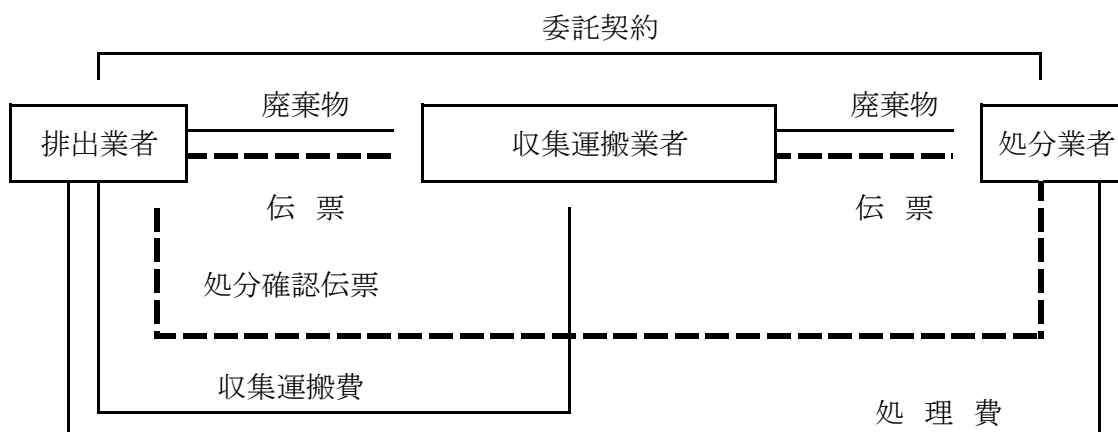 委託契約
廃棄物
廃棄物
排出業者
収集運搬業者
処分業者
伝 票
伝 票
処分確認伝票
収集運搬費
処 理 費